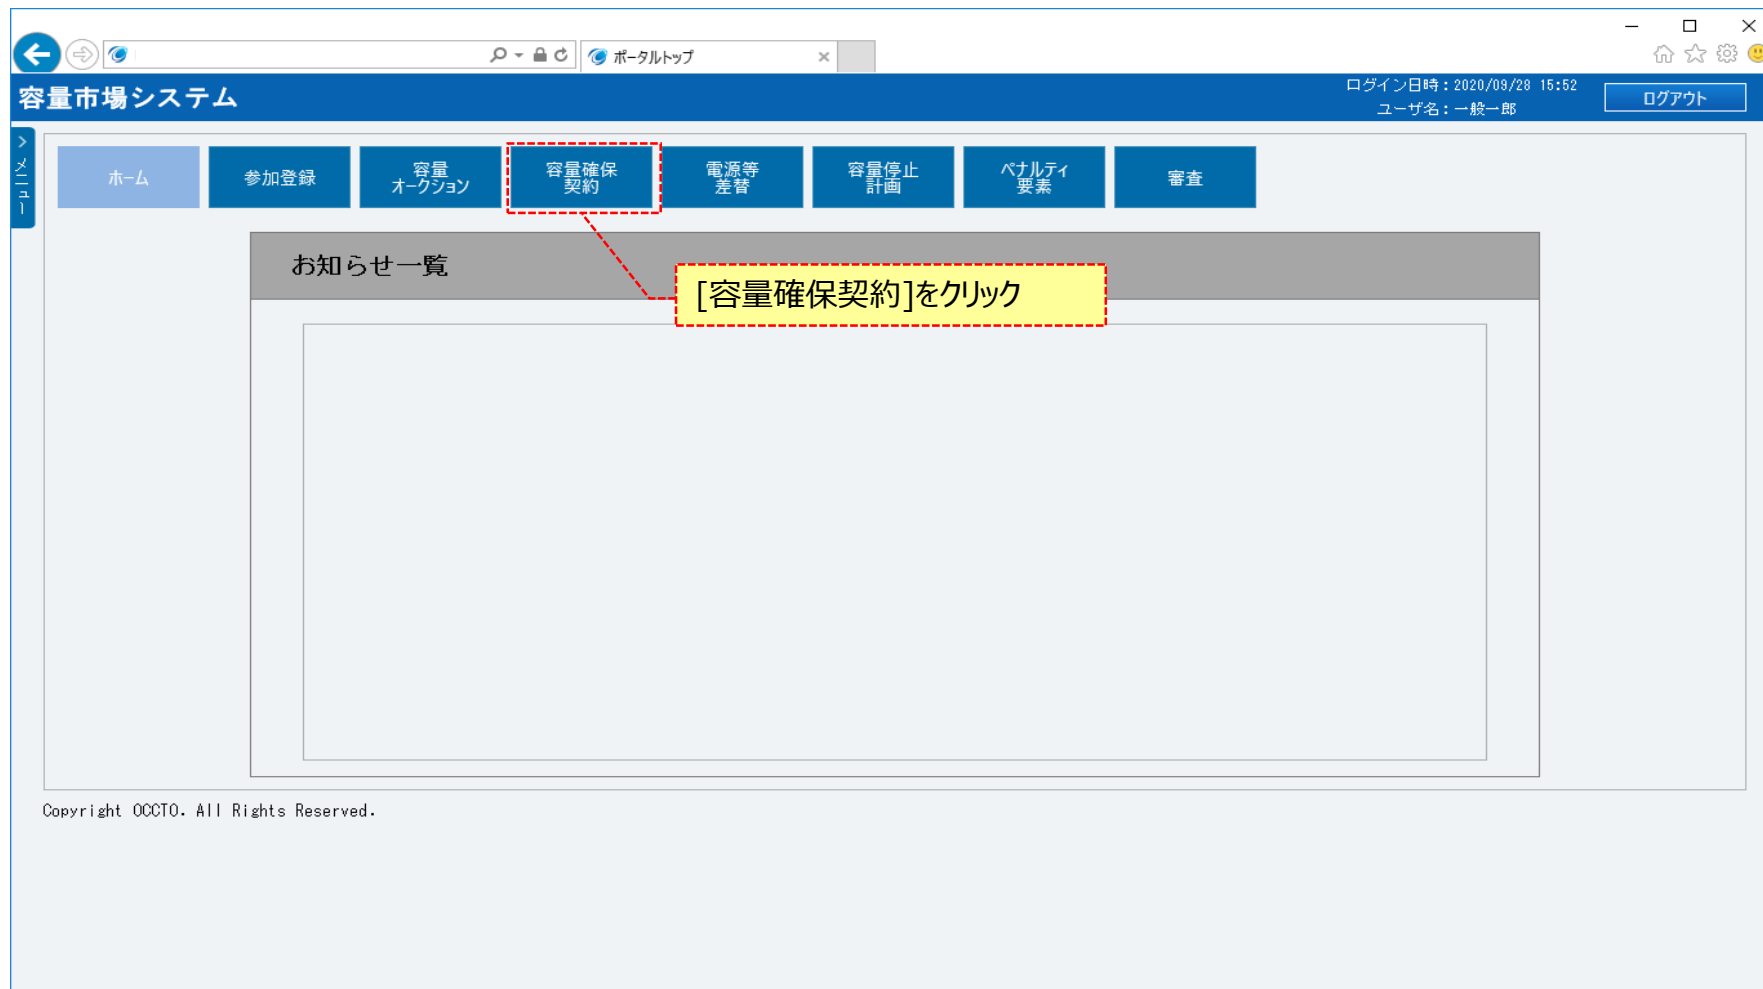 ポータルトップ
容量市場システム
ログイン日時：2020/09/28 15:52
ユーザ名：一般一郎
ログアウト
メニュー
ホーム
参加登録
容量
オークション
容量確保
契約
電源等
差替
容量停止
計画
ペナルティ
要素
審査
お知らせ一覧
[容量確保契約]をクリック
Copyright OCCTO. All Rights Reserved.